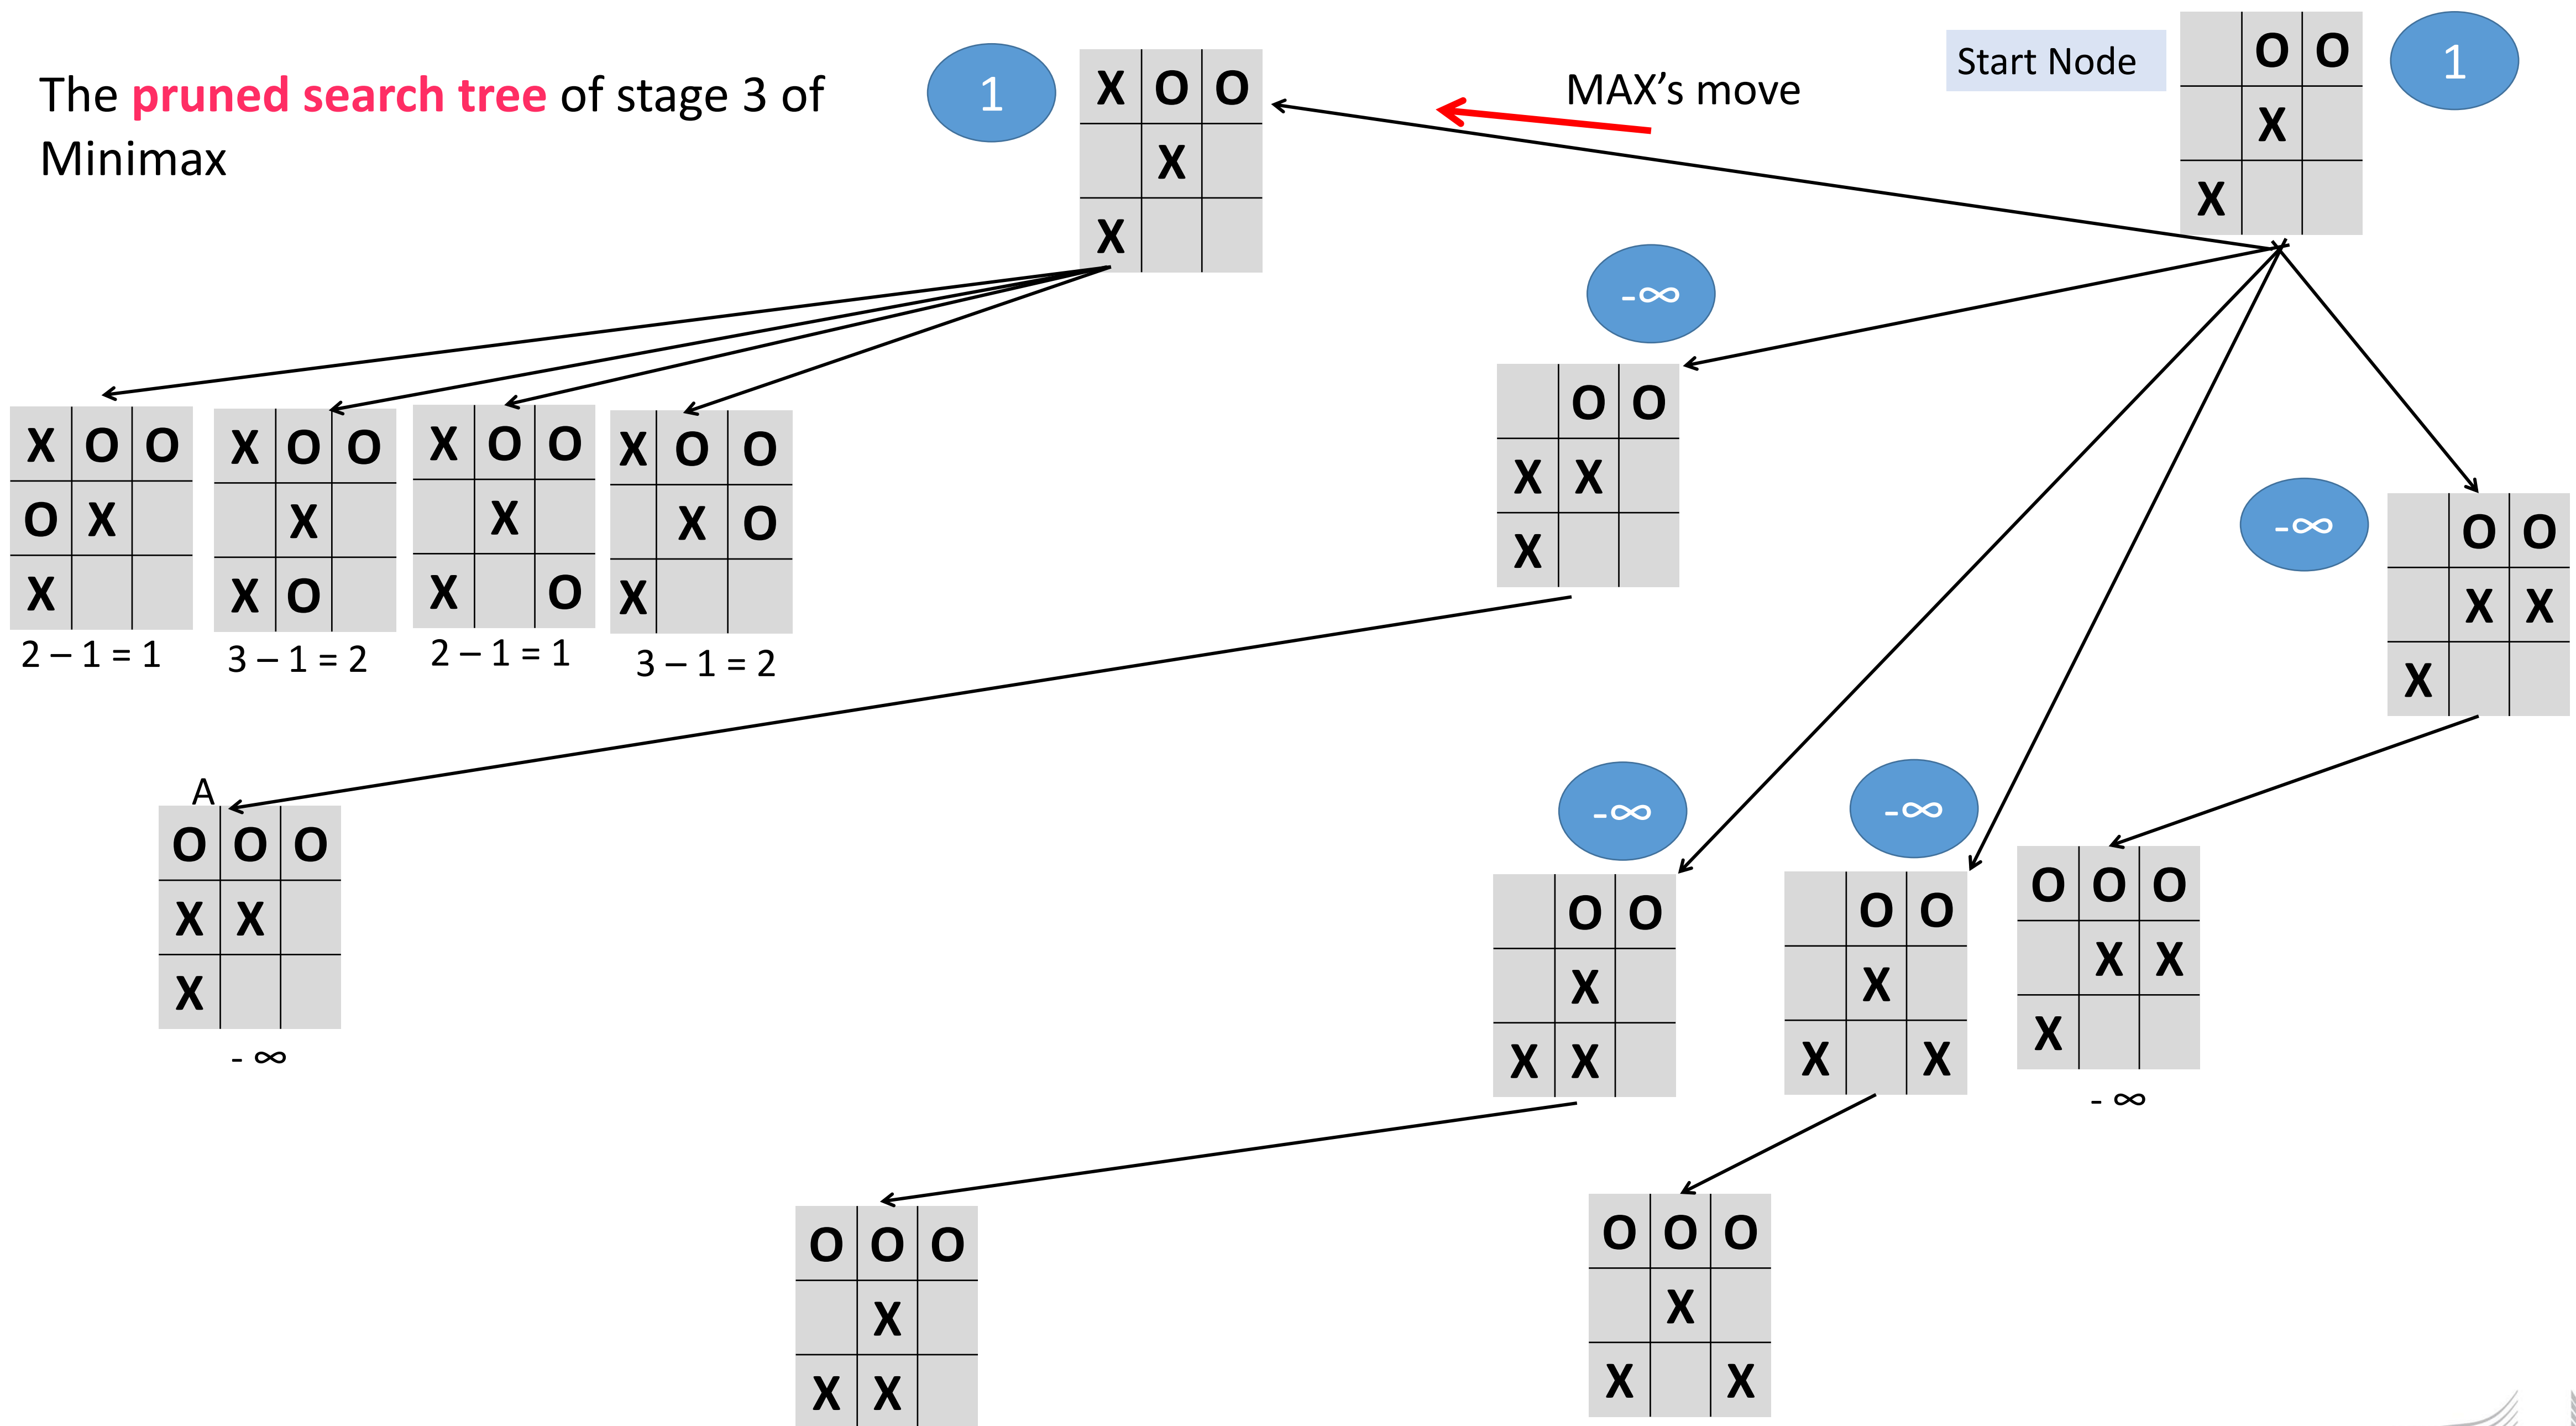 The pruned search tree of stage 3 of
Minimax
1
X O O
X
X
MAX's move
Start Node
O O
X
X
1
X O O
O X
X
2 – 1 = 1
X O O
X
X O
3 – 1 = 2
X O O
X
X O
2 – 1 = 1
X O O
X O
X
3 – 1 = 2
-∞
O O
X X
X
-∞
O O
X X
X
A
O O O
X X
X
- ∞
-∞
O O
X
X X
-∞
O O
X
X X
O O O
X X
X
- ∞
O O O
X
X X
O O O
X
X X